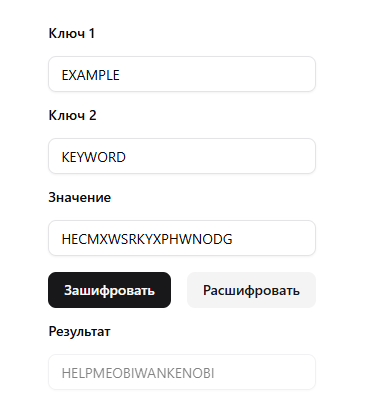 Ключ 1
EXAMPLE
Ключ 2
KEYWORD
Значение
HECMXWSRKYXPHWNODG
Зашифровать Расшифровать
Результат
HELPMEOBIWANKENOBI